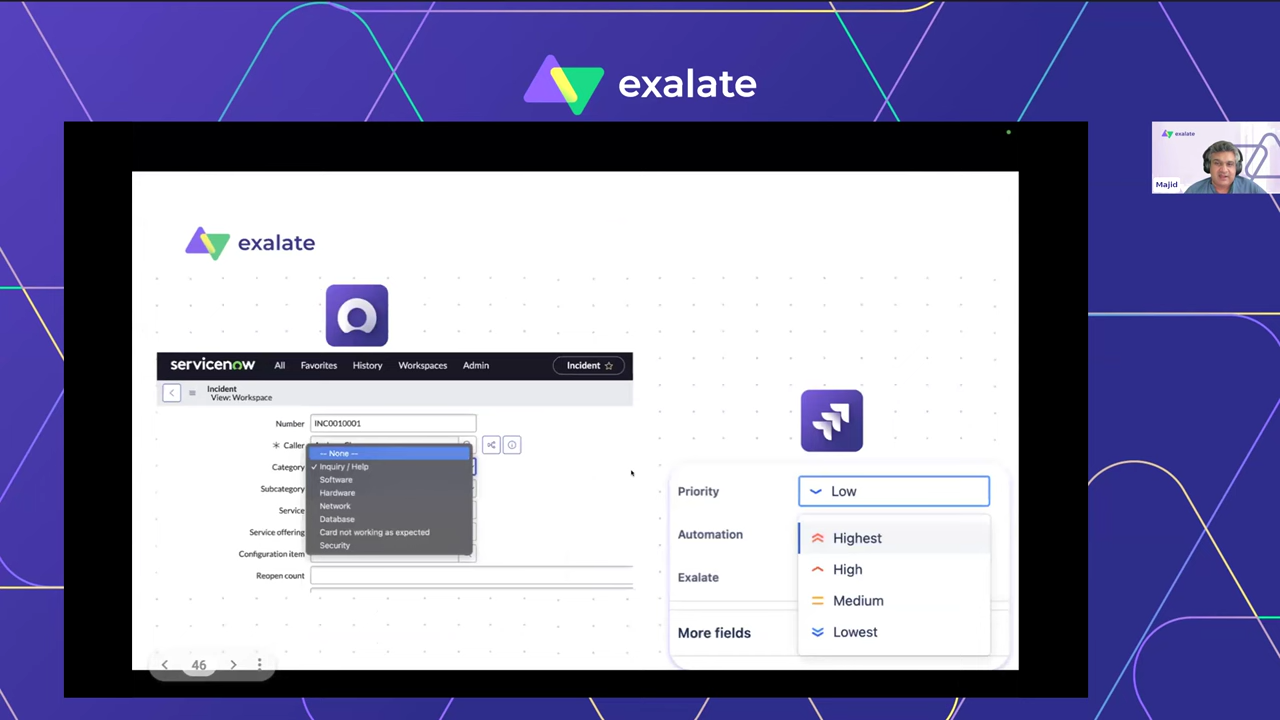 exalate
exalate
Majid
exalate
servicenow All Favorites History Workspaces Admin Incident
Incident
View: Workspace
Number INC0010001
Caller
-- None --
Category ✓ Inquiry / Help
Software
Subcategory
Hardware
Service Network
Database
Service offering Card not working as expected
Security
Configuration item
Reopen count
Priority Low
Automation Highest
High
Exalate
Medium
More fields Lowest
46